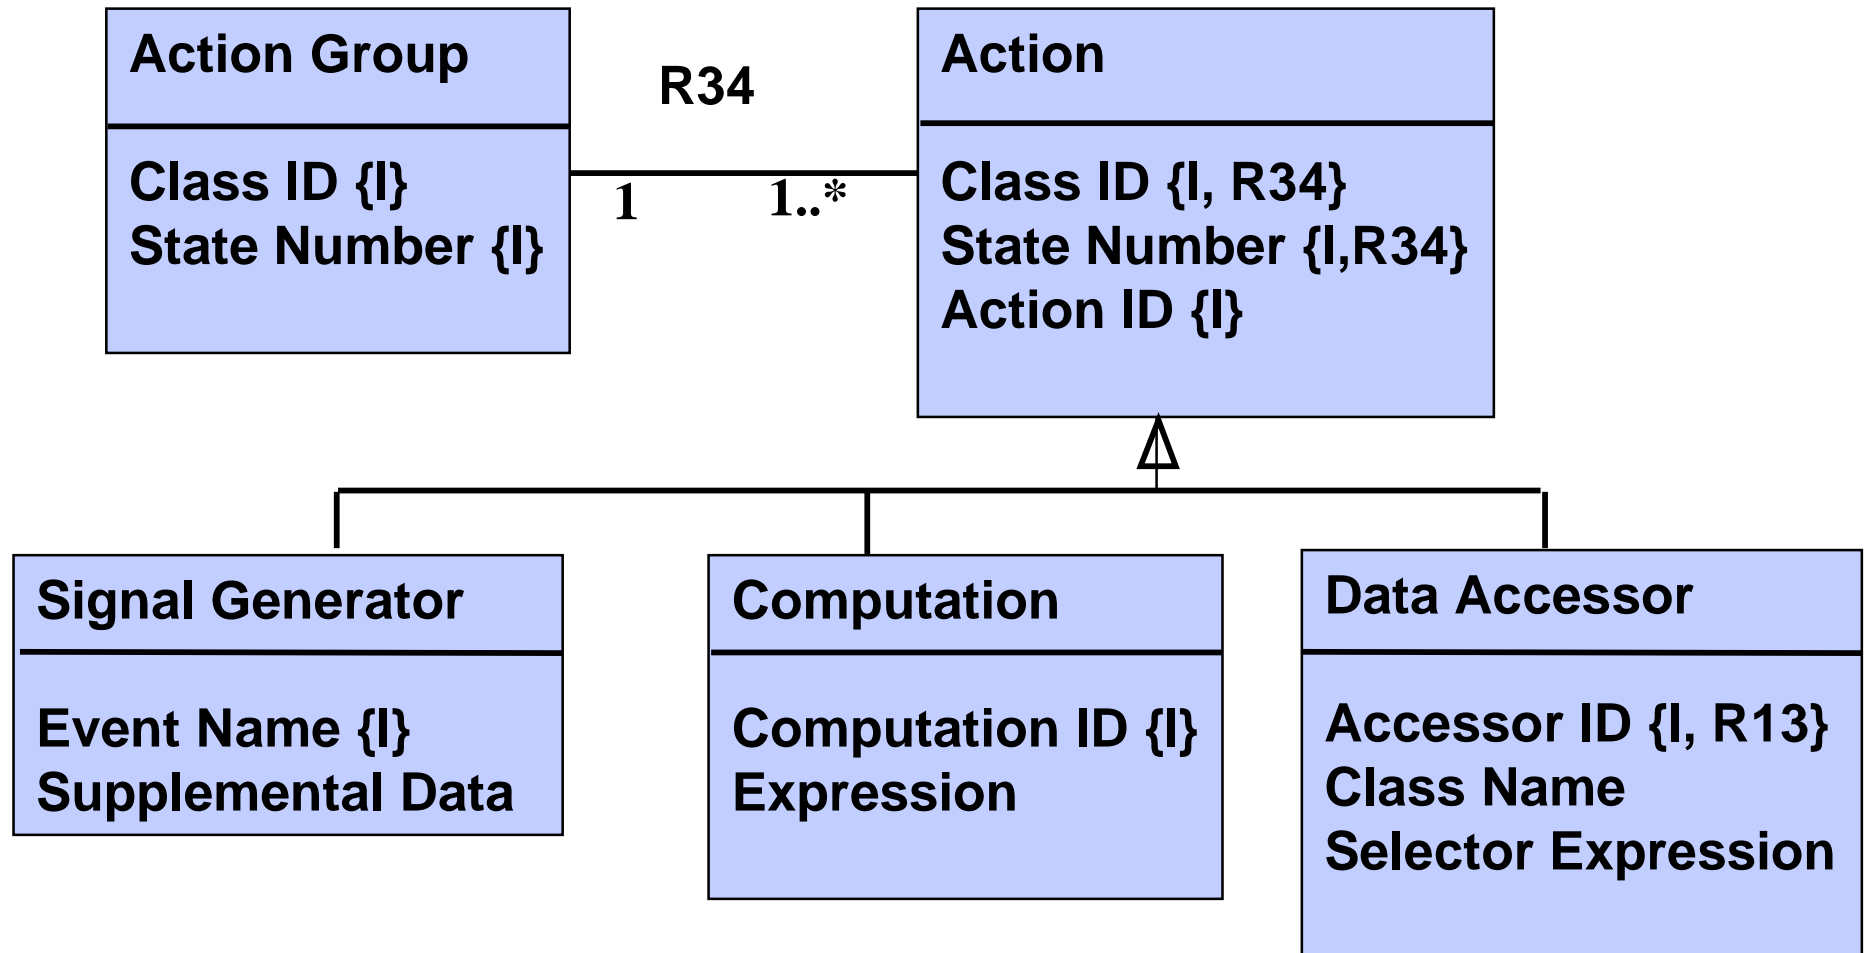 Action Group
Class ID {I}
State Number {I}
R34
1
1..*
Action
Class ID {I, R34}
State Number {I,R34}
Action ID {I}
Signal Generator
Event Name {I}
Supplemental Data
Computation
Computation ID {I}
Expression
Data Accessor
Accessor ID {I, R13}
Class Name
Selector Expression